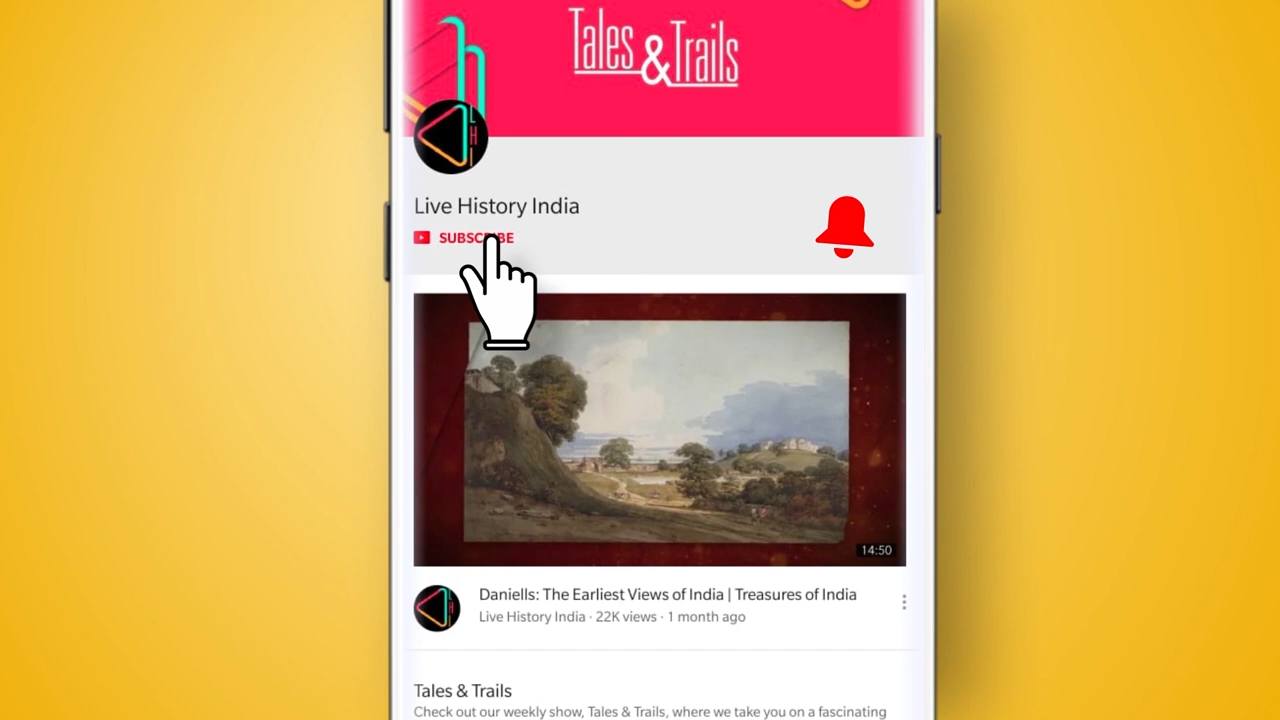 Tales & Trails
LHI
Live History India
SUBSCRIBE
14:50
Daniells: The Earliest Views of India | Treasures of India
LHI
Live History India · 22K views · 1 month ago
Tales & Trails
Check out our weekly show, Tales & Trails, where we take you on a fascinating